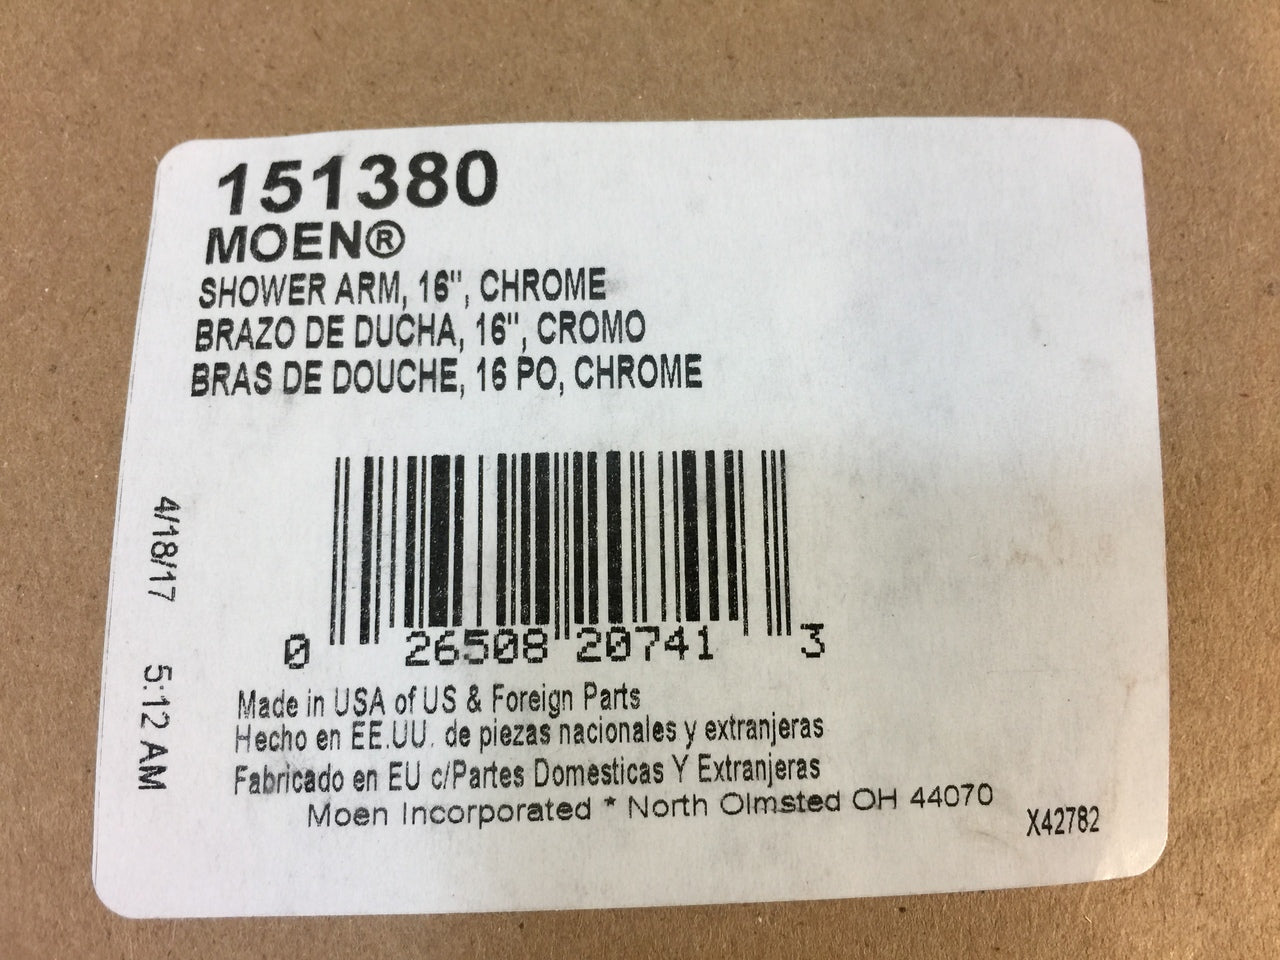 151380
MOEN®
SHOWER ARM, 16", CHROME
BRAZO DE DUCHA, 16", CROMO
BRAS DE DOUCHE, 16 PO, CHROME
4/18/17 5:12 AM
0 26508 20741 3
Made in USA of US & Foreign Parts
Hecho en EE.UU. de piezas nacionales y extranjeras
Fabricado en EU c/Partes Domesticas Y Extranjeras
Moen Incorporated * North Olmsted OH 44070
X42782